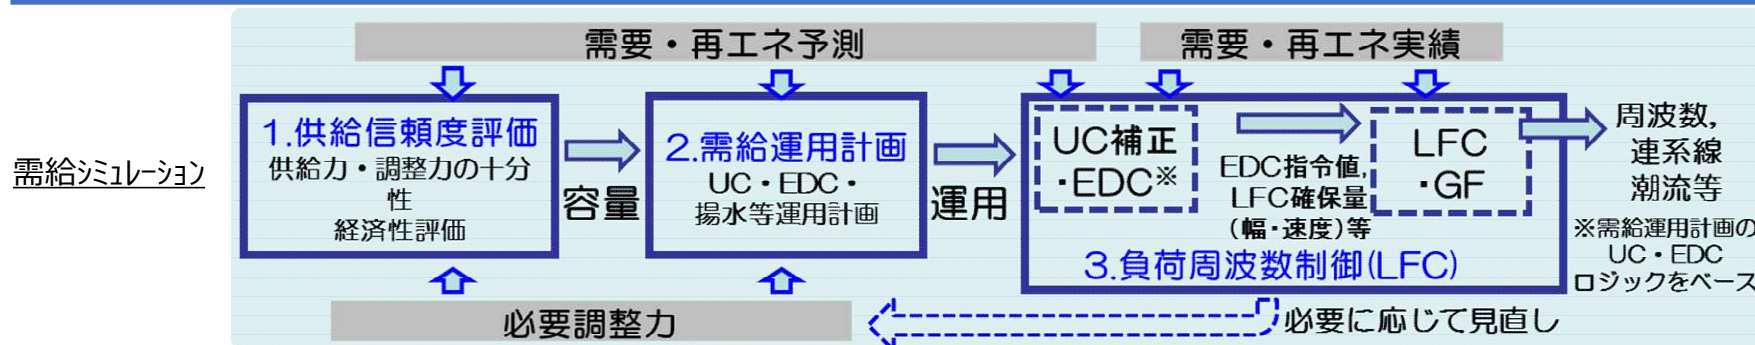 需要・再エネ予測
需要・再エネ実績
需給シミュレーション
1.供給信頼度評価
供給力・調整力の十分
性
経済性評価
容量
2.需給運用計画
UC・EDC・
揚水等運用計画
運用
UC補正
・EDC※
EDC指令値,
LFC確保量
(幅・速度)等
LFC
・GF
3.負荷周波数制御(LFC)
周波数,
連系線
潮流等
※需給運用計画の
UC・EDC
ロジックをベース
必要調整力
必要に応じて見直し